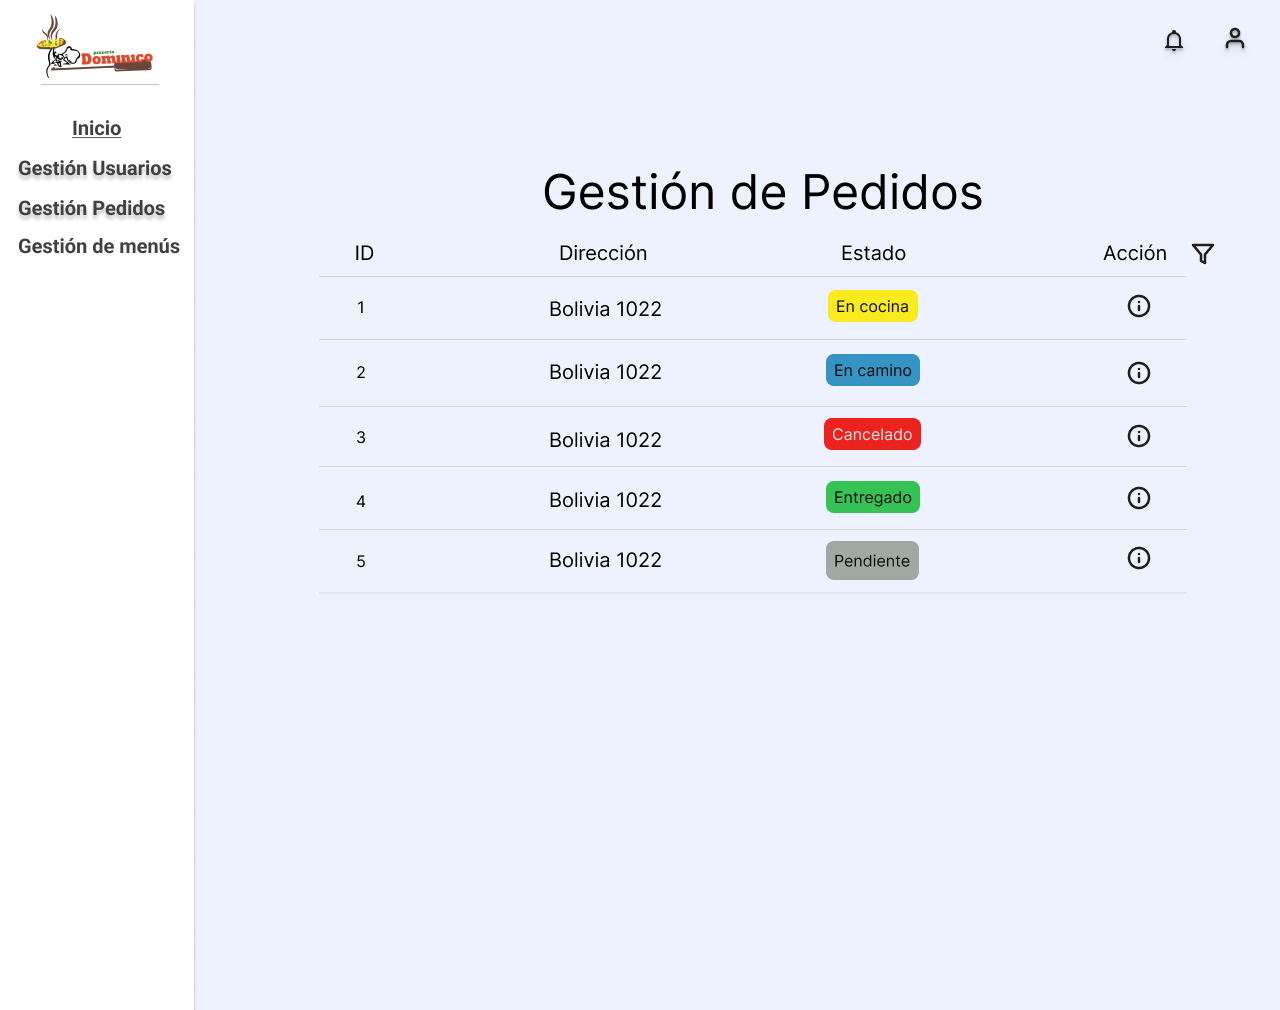 pizzeria
Dominico
Inicio
Gestión Usuarios
Gestión Pedidos
Gestión de menús
Gestión de Pedidos
ID Dirección Estado Acción
1 Bolivia 1022 En cocina
2 Bolivia 1022 En camino
3 Bolivia 1022 Cancelado
4 Bolivia 1022 Entregado
5 Bolivia 1022 Pendiente